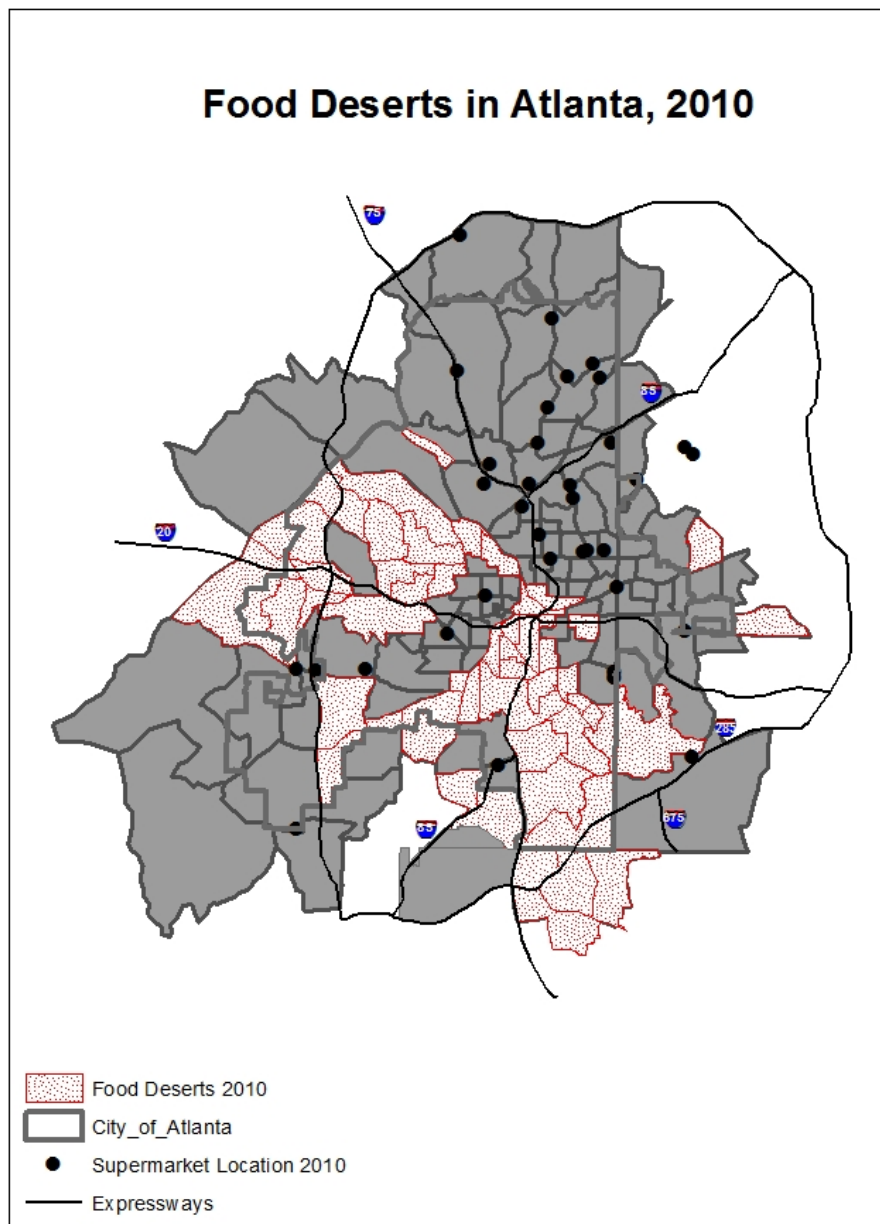 Food Deserts in Atlanta, 2010
75
85
20
285
85
675
Food Deserts 2010
City_of_Atlanta
Supermarket Location 2010
Expressways